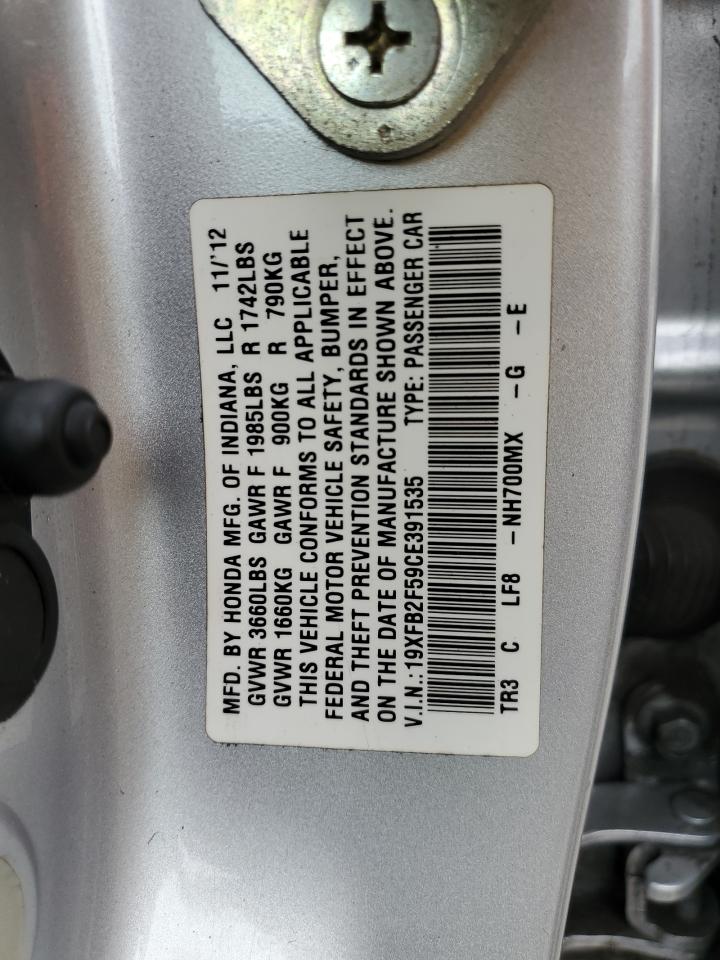 MFD. BY HONDA MFG. OF INDIANA, LLC 11/'12
GVWR 3660LBS GAWR F 1985LBS R 1742LBS
GVWR 1660KG GAWR F 900KG R 790KG
THIS VEHICLE CONFORMS TO ALL APPLICABLE
FEDERAL MOTOR VEHICLE SAFETY, BUMPER,
AND THEFT PREVENTION STANDARDS IN EFFECT
ON THE DATE OF MANUFACTURE SHOWN ABOVE.
V.I.N.: 19XFB2F59CE391535 TYPE: PASSENGER CAR
TR3 C LF8 -NH700MX -G -E